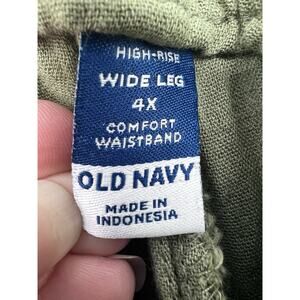 HIGH-RISE
WIDE LEG
4X
COMFORT
WAISTBAND
OLD NAVY
MADE IN
INDONESIA